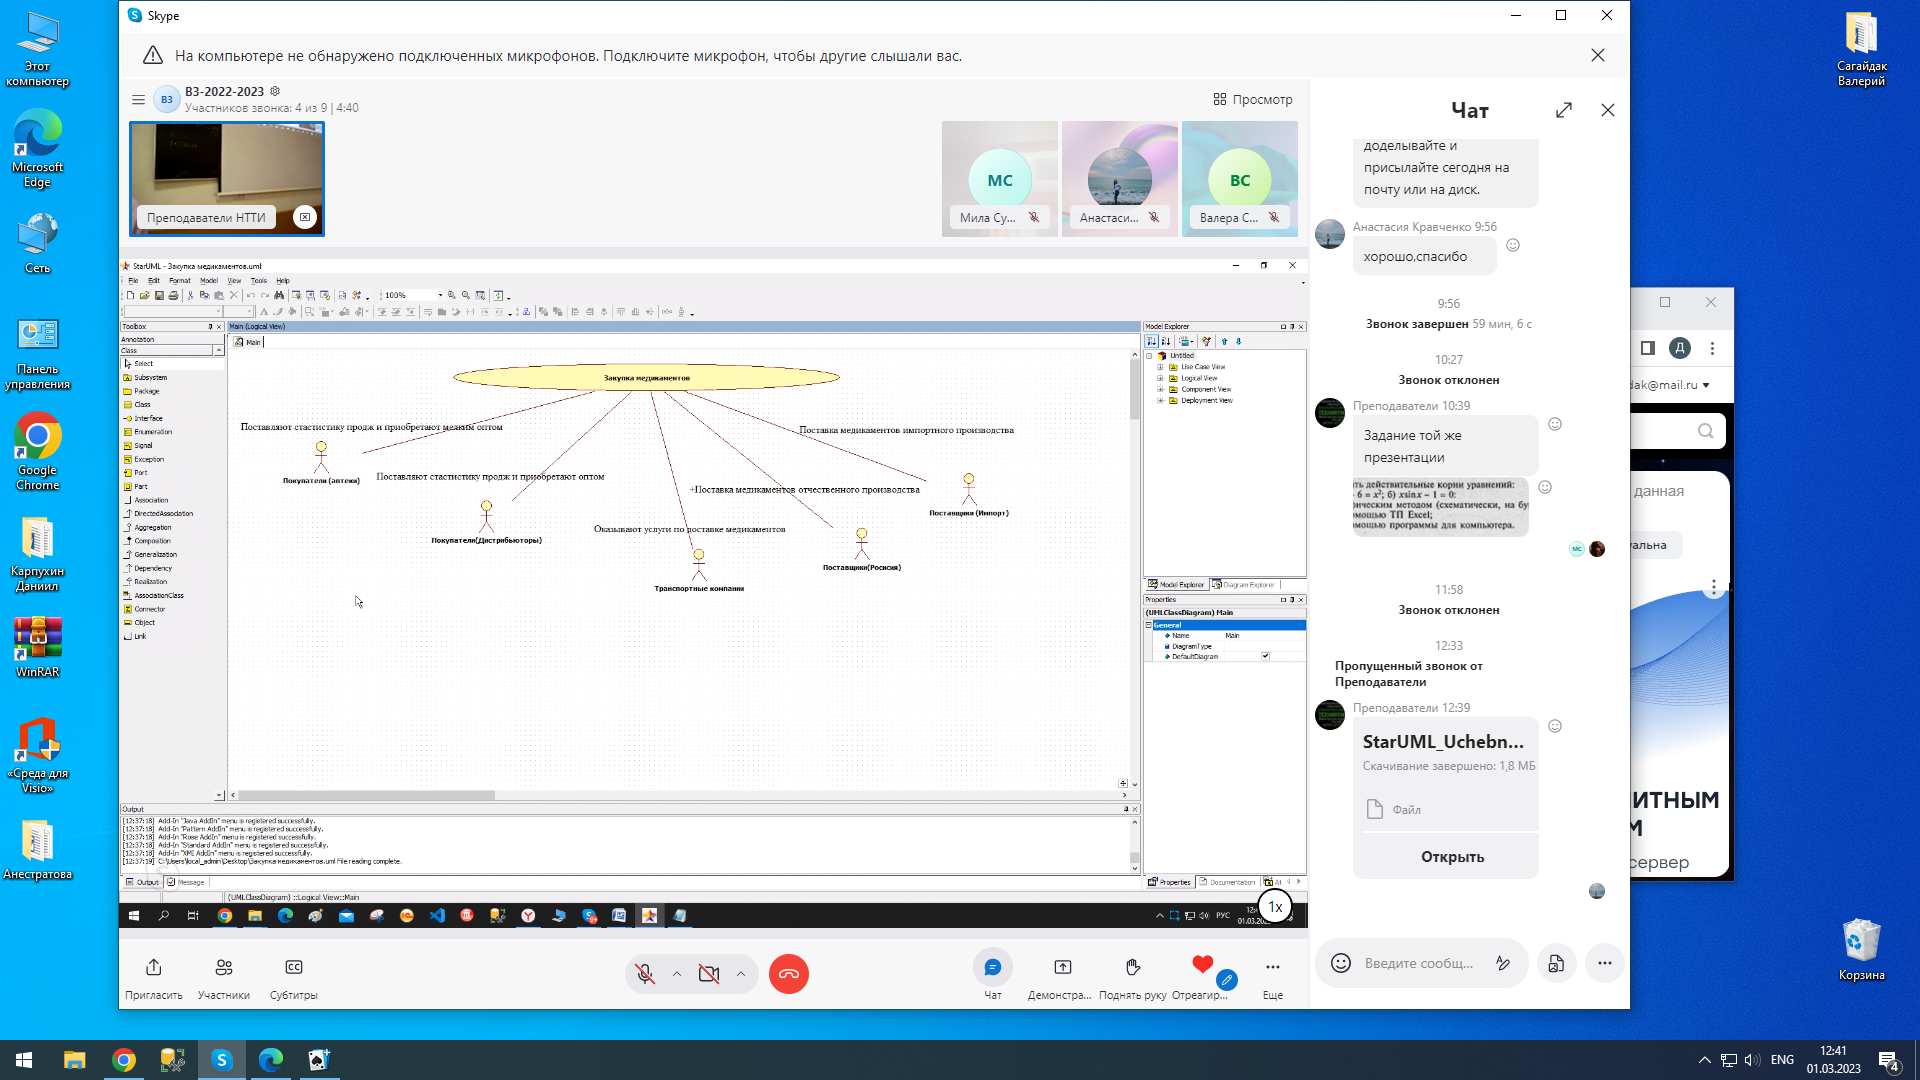 Этот
компьютер
Microsoft
Edge
Сеть
Панель
управления
Google
Chrome
Карпухин
Даниил
WinRAR
«Среда для
Visio»
Анестратова
Сагайдак
Валерий
Корзина
Skype
На компьютере не обнаружено подключенных микрофонов. Подключите микрофон, чтобы другие слышали вас.
ВЗ
ВЗ-2022-2023
Участников звонка: 4 из 9 | 4:40
Просмотр
Преподаватели НТТИ
МС
Мила Су...
Анастаси...
ВС
Валера С...
StarUML - Закупка медикаментов.uml
File Edit Format Model View Tools Help
100%
Toolbox
Annotation
Class
Select
Subsystem
Package
Class
Interface
Enumeration
Signal
Exception
Port
Part
Association
DirectedAssociation
Aggregation
Composition
Generalization
Dependency
Realization
AssociationClass
Connector
Object
Link
Main (Logical View)
Main
Закупка медикаментов
Поставляют стастистику продж и приобретают мелким оптом
Поставка медикаментов импортного производства
Покупатели (аптеки)
Поставляют стастистику продж и приобретают оптом
+Поставка медикаментов отчественного производства
Поставщики (Импорт)
Покупатели(Дистрибьюторы)
Оказывают услуги по доставке медикаментов
Поставщики(Росисия)
Транспортные компании
Model Explorer
Untitled
Use Case View
Logical View
Component View
Deployment View
Model Explorer
Diagram Explorer
Properties
(UMLClassDiagram) Main
General
Name Main
DiagramType
DefaultDiagram
Properties
Documentation
At
Output
[12:37:18] Add-In "Java AddIn" menu is registered successfully.
[12:37:18] Add-In "Pattern AddIn" menu is registered successfully.
[12:37:18] Add-In "Rose AddIn" menu is registered successfully.
[12:37:18] Add-In "Standard AddIn" menu is registered successfully.
[12:37:18] Add-In "XMI AddIn" menu is registered successfully.
[12:37:19] C:\Users\local_admin\Desktop\Закупка медикаментов.uml File reading complete.
Output
Message
(UMLClassDiagram) ::Logical View::Main
РУС
1x
Пригласить
Участники
Субтитры
Чат
Демонстра...
Поднять руку
Отреагир...
Еще
Чат
доделывайте и
присылайте сегодня на
почту или на диск.
Анастасия Кравченко 9:56
хорошо,спасибо
9:56
Звонок завершен 59 мин, 6 с
10:27
Звонок отклонен
Преподаватели 10:39
Задание той же
презентации
ть действительные корни уравнений:
6 = x²; б) xsinx – 1 = 0:
рическим методом (схематически, на бу
омощью ТП Excel;
омощью программы для компьютера.
МС
11:58
Звонок отклонен
12:33
Пропущенный звонок от
Преподаватели
Преподаватели 12:39
StarUML_Uchebn...
Скачивание завершено: 1,8 МБ
Файл
Открыть
Введите сообщ...
Д
dak@mail.ru
данная
альна
ИТНЫМ
М
сервер
ENG
12:41
01.03.2023
4